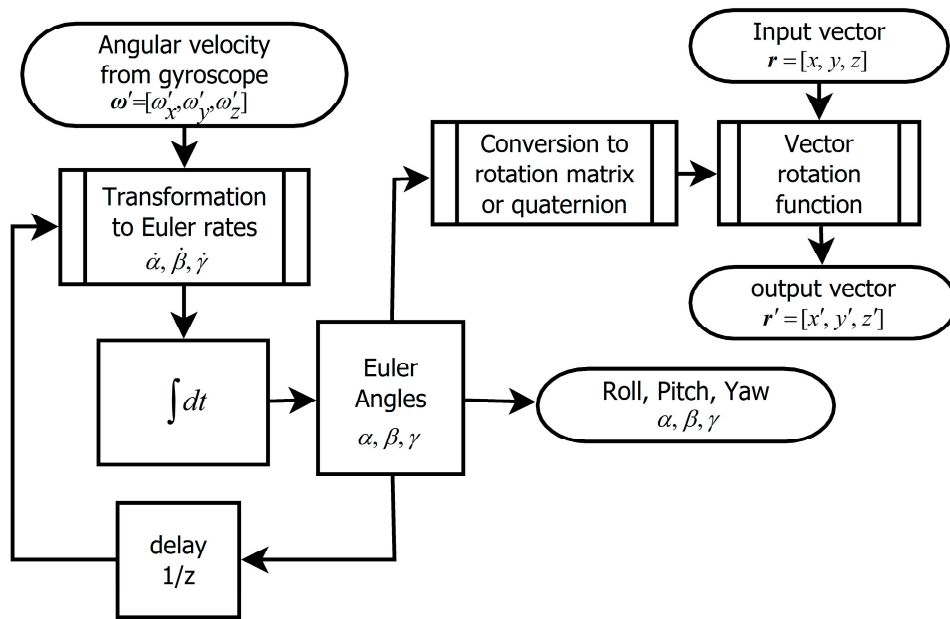 Angular velocity
from gyroscope
ω′=[ω′x,ω′y,ω′z]
Transformation
to Euler rates
α̇, β̇, γ̇
∫dt
delay
1/z
Euler
Angles
α, β, γ
Conversion to
rotation matrix
or quaternion
Input vector
r = [x, y, z]
Vector
rotation
function
output vector
r′ = [x′, y′, z′]
Roll, Pitch, Yaw
α, β, γ